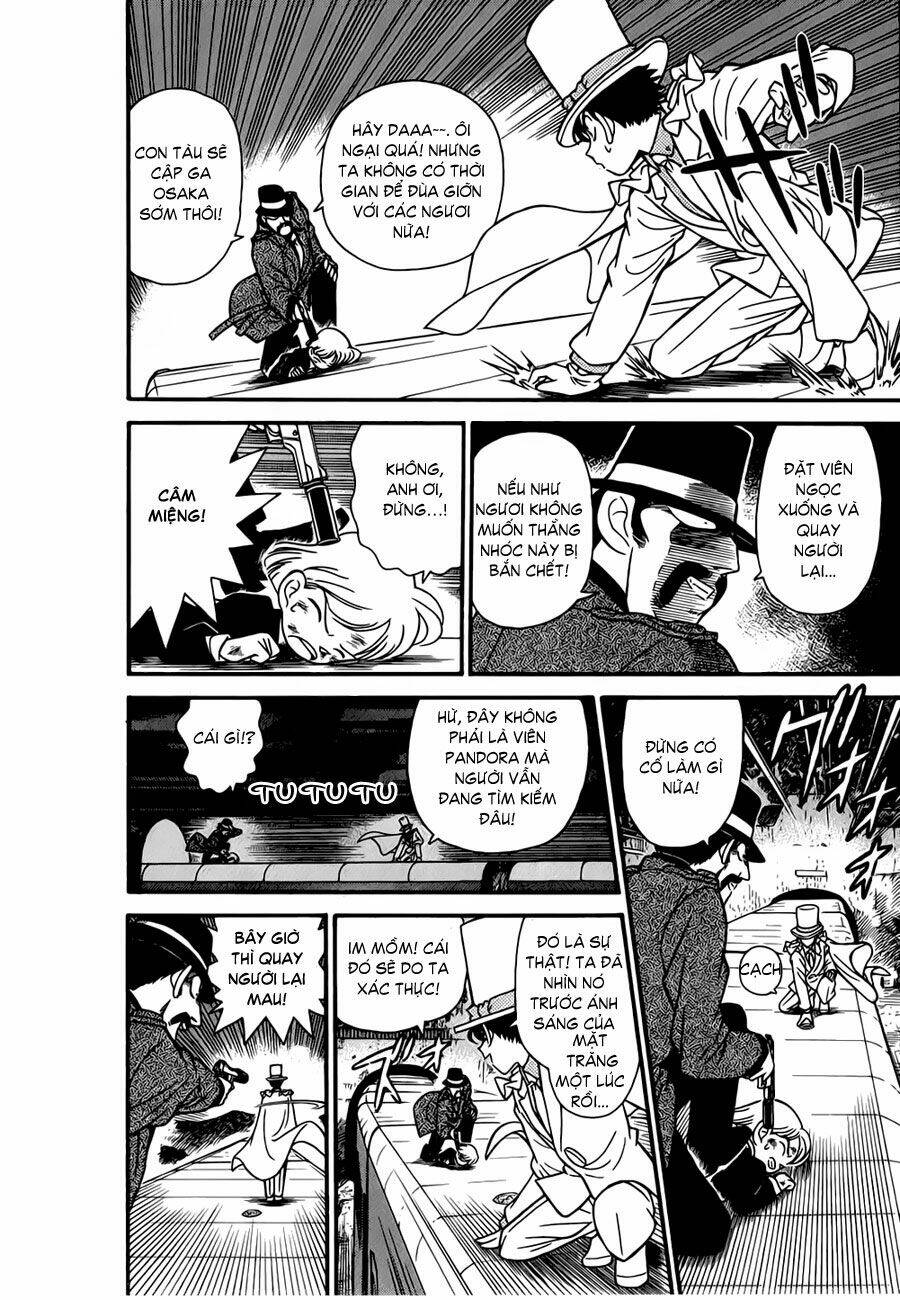 HÂY DAAA~~. ÔI
NGẠI QUÁ! NHƯNG
TA KHÔNG CÓ THỜI
GIAN ĐỂ ĐÙA GIỠN
VỚI CÁC NGƯƠI
NỮA!
CON TÀU SẼ
CẬP GA
OSAKA
SỚM THÔI!
ĐẶT VIÊN
NGỌC
XUỐNG VÀ
QUAY
NGƯỜI
LẠI...
NẾU NHƯ
NGƯƠI KHÔNG
MUỐN THẰNG
NHÓC NÀY BỊ
BẮN CHẾT!
KHÔNG,
ANH ƠI,
ĐỪNG...!
CÂM
MIỆNG!
ĐỪNG CÓ
CỐ LÀM GÌ
NỮA!
CẠCH
HỪ, ĐÂY KHÔNG
PHẢI LÀ VIÊN
PANDORA MÀ
NGƯỜI VẪN
ĐANG TÌM KIẾM
ĐÂU!
TU TU TU
CÁI GÌ!?
ĐÓ LÀ SỰ
THẬT! TA ĐÃ
NHÌN NÓ
TRƯỚC ÁNH
SÁNG CỦA
MẶT
TRĂNG
MỘT LÚC
RỒI...
IM MỒM! CÁI
ĐÓ SẼ DO TA
XÁC THỰC!
BÂY GIỜ
THÌ QUAY
NGƯỜI LẠI
MAU!